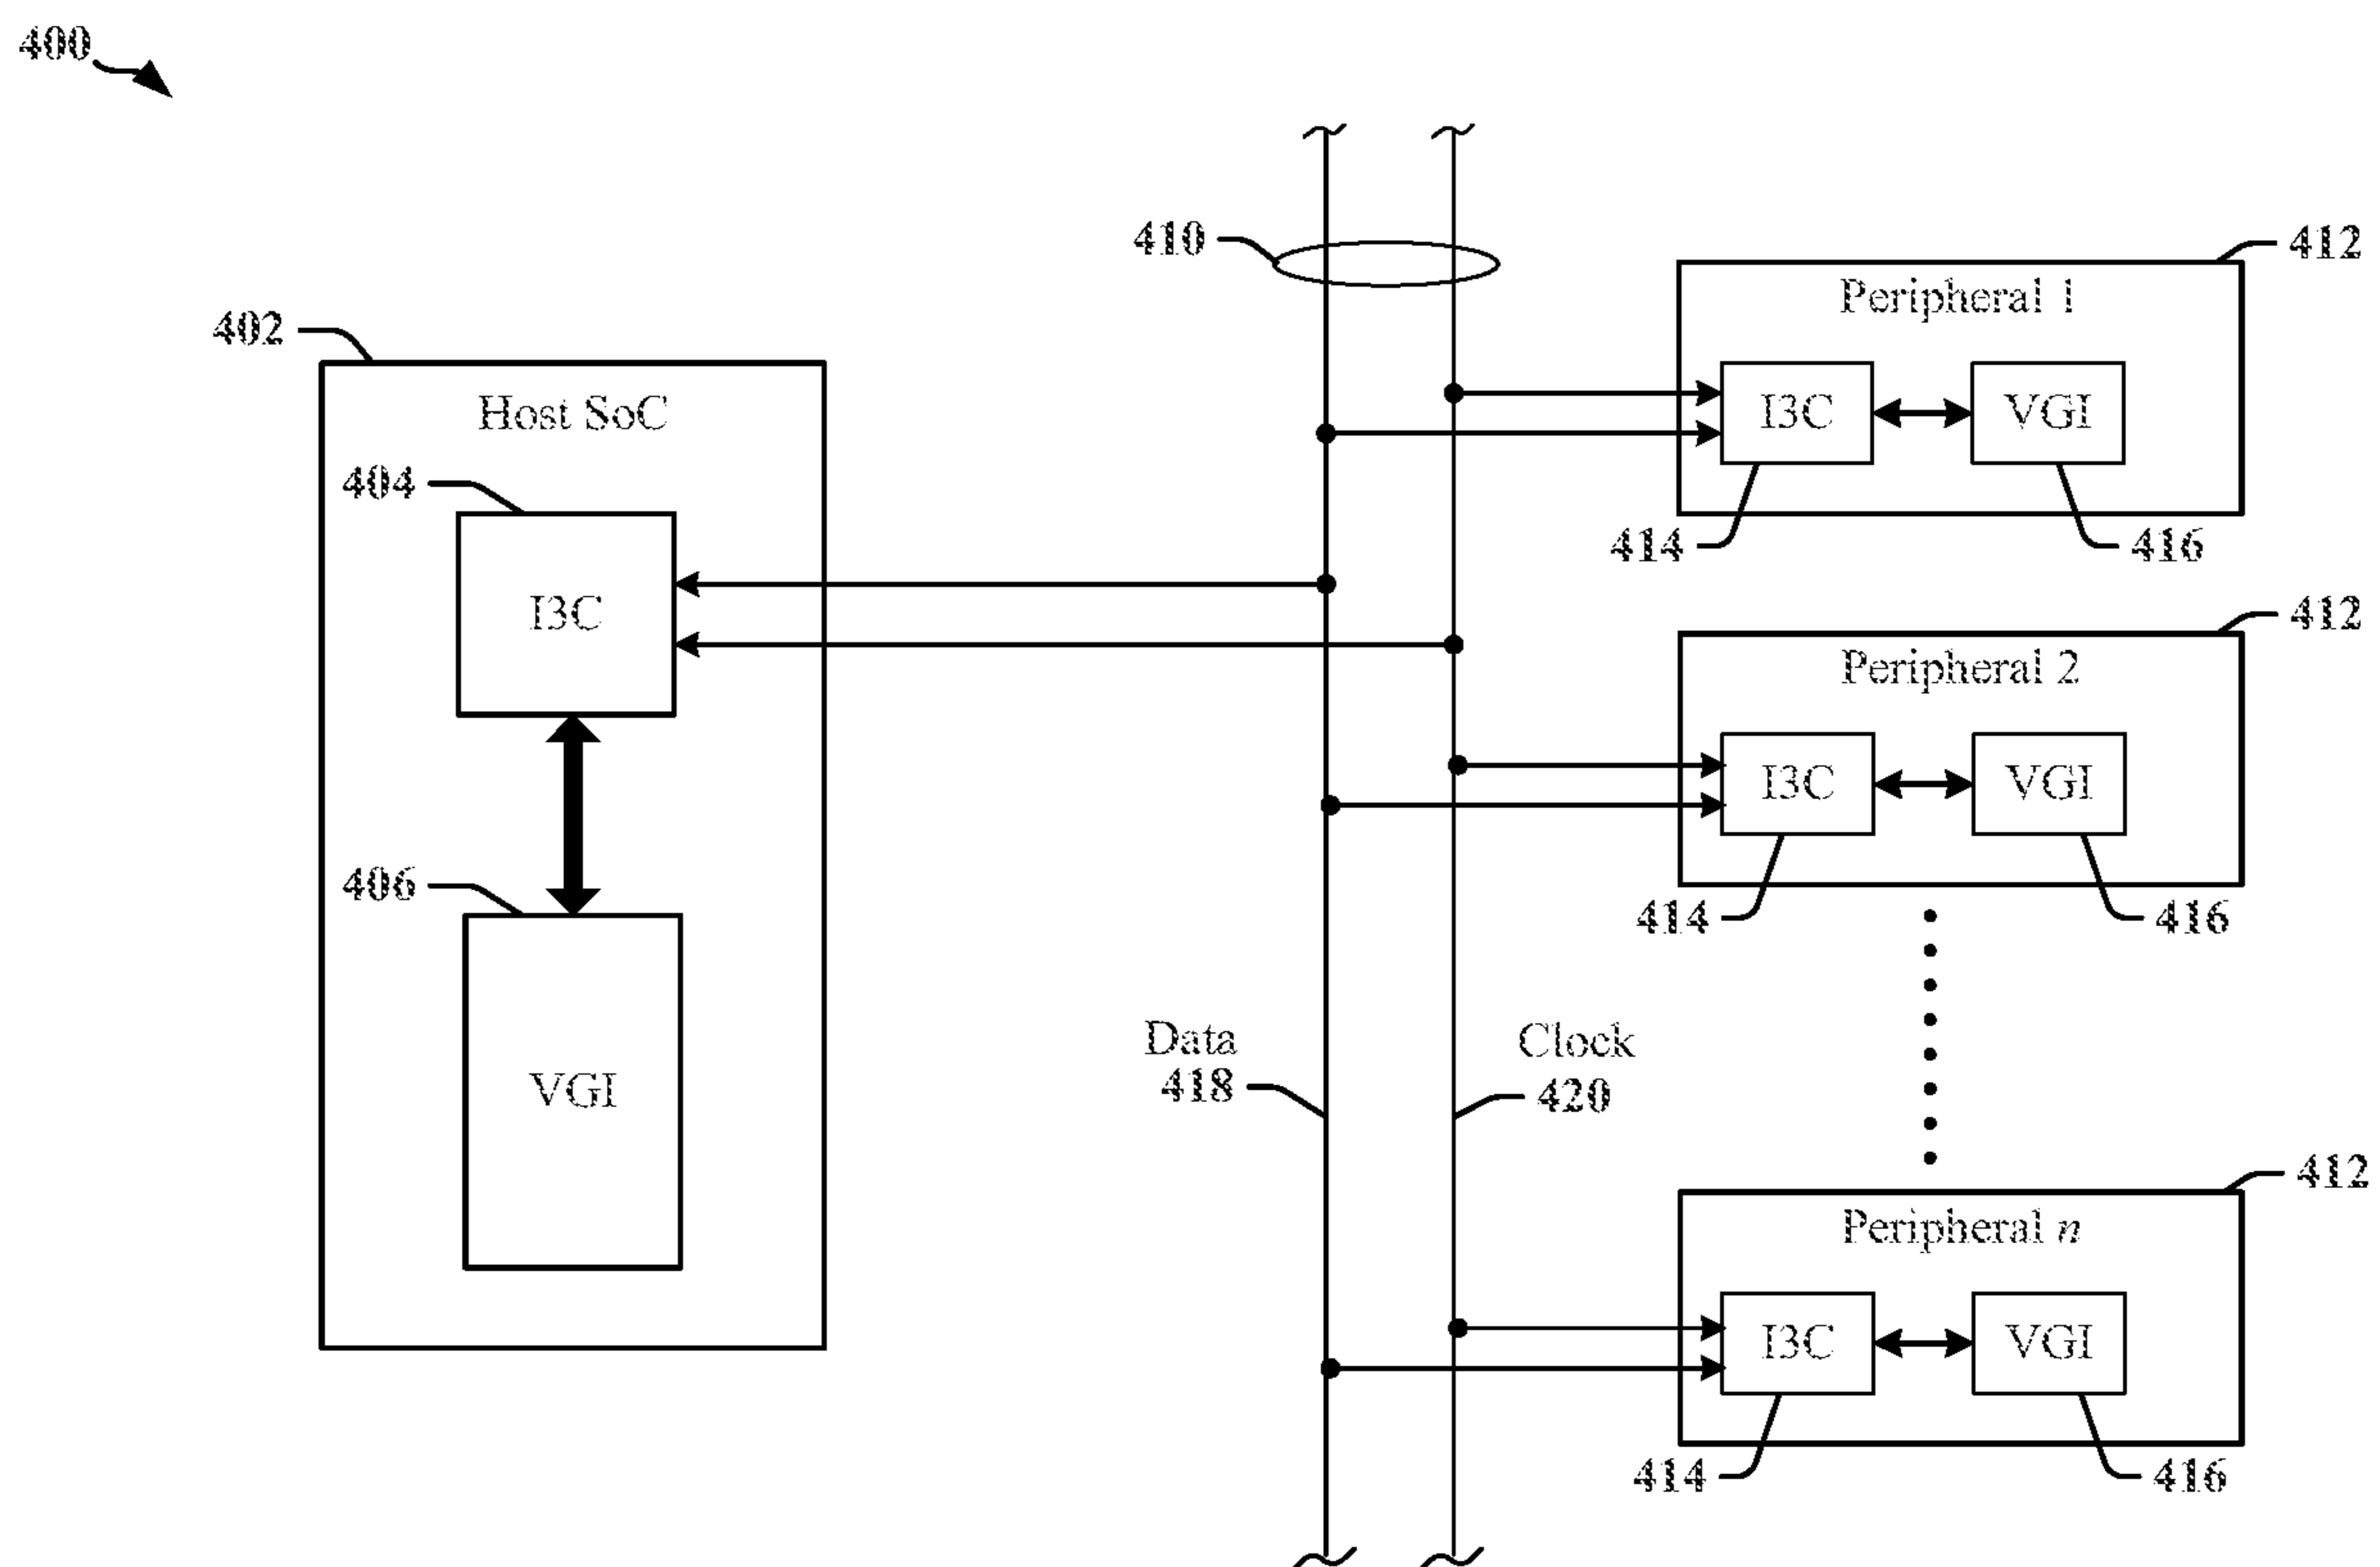 400
410
412
Peripheral 1
402
Host SoC
I3C
VGI
404
414
416
I3C
412
Peripheral 2
I3C
VGI
406
414
416
Data
418
Clock
420
VGI
412
Peripheral n
I3C
VGI
414
416